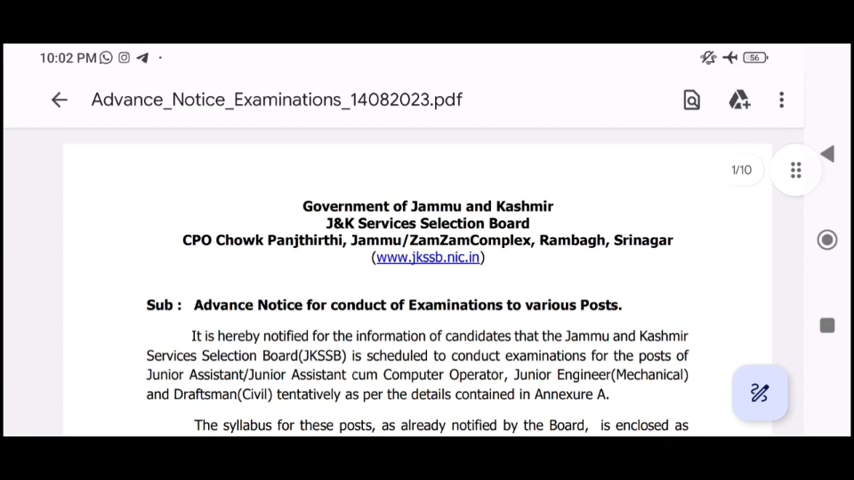 10:02 PM
56
Advance_Notice_Examinations_14082023.pdf
1/10
Government of Jammu and Kashmir
J&K Services Selection Board
CPO Chowk Panjthirthi, Jammu/ZamZamComplex, Rambagh, Srinagar
(www.jkssb.nic.in)
Sub : Advance Notice for conduct of Examinations to various Posts.
It is hereby notified for the information of candidates that the Jammu and Kashmir
Services Selection Board(JKSSB) is scheduled to conduct examinations for the posts of
Junior Assistant/Junior Assistant cum Computer Operator, Junior Engineer(Mechanical)
and Draftsman(Civil) tentatively as per the details contained in Annexure A.
The syllabus for these posts, as already notified by the Board, is enclosed as